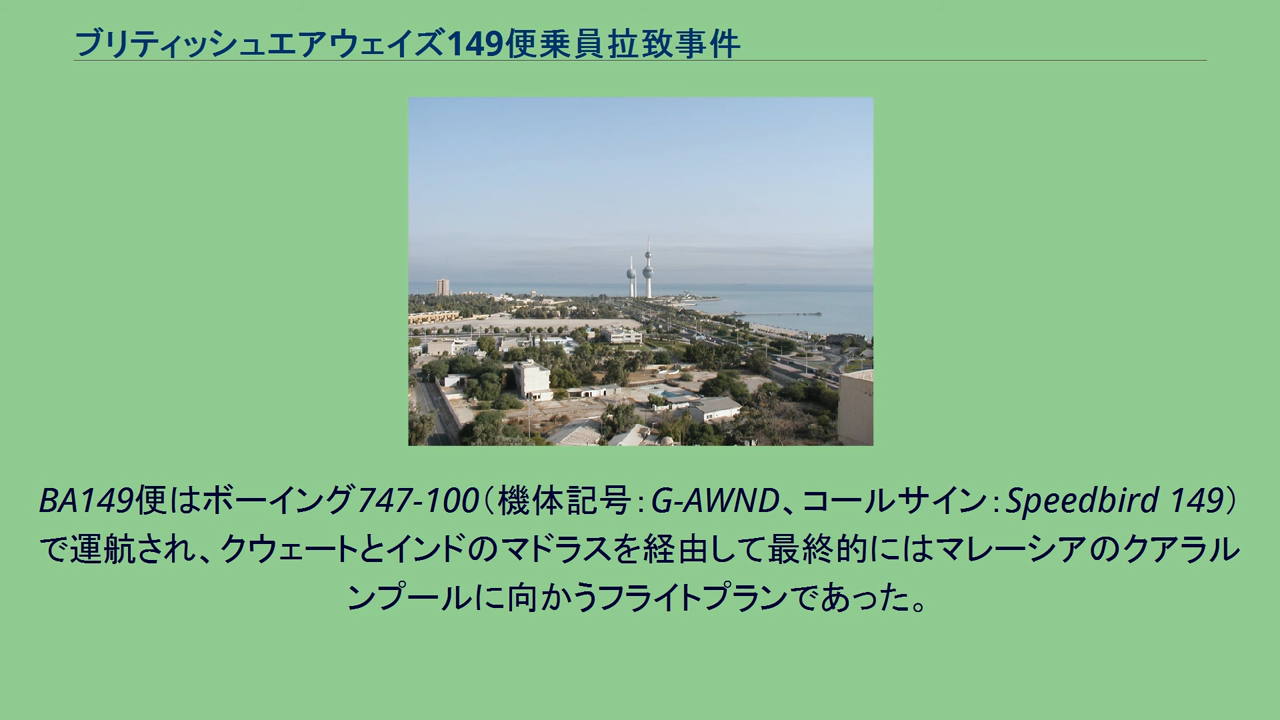 ブリティッシュエアウェイズ149便乗員拉致事件
BA149便はボーイング747-100（機体記号：G-AWND、コールサイン：Speedbird 149）
で運航され、クウェートとインドのマドラスを経由して最終的にはマレーシアのクアラル
ンプールに向かうフライトプランであった。